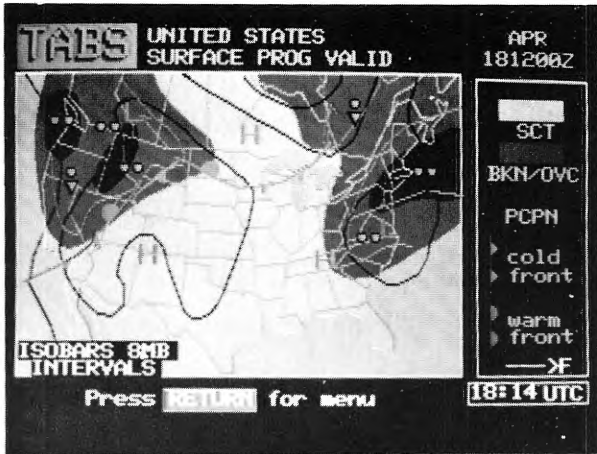 TABS
UNITED STATES
SURFACE PROG VALID
APR
181200Z
H
H
H
SCT
BKN/OVC
PCPN
cold
front
warm
front
F
ISOBARS 8MB
INTERVALS
Press RETURN for menu
18:14 UTC